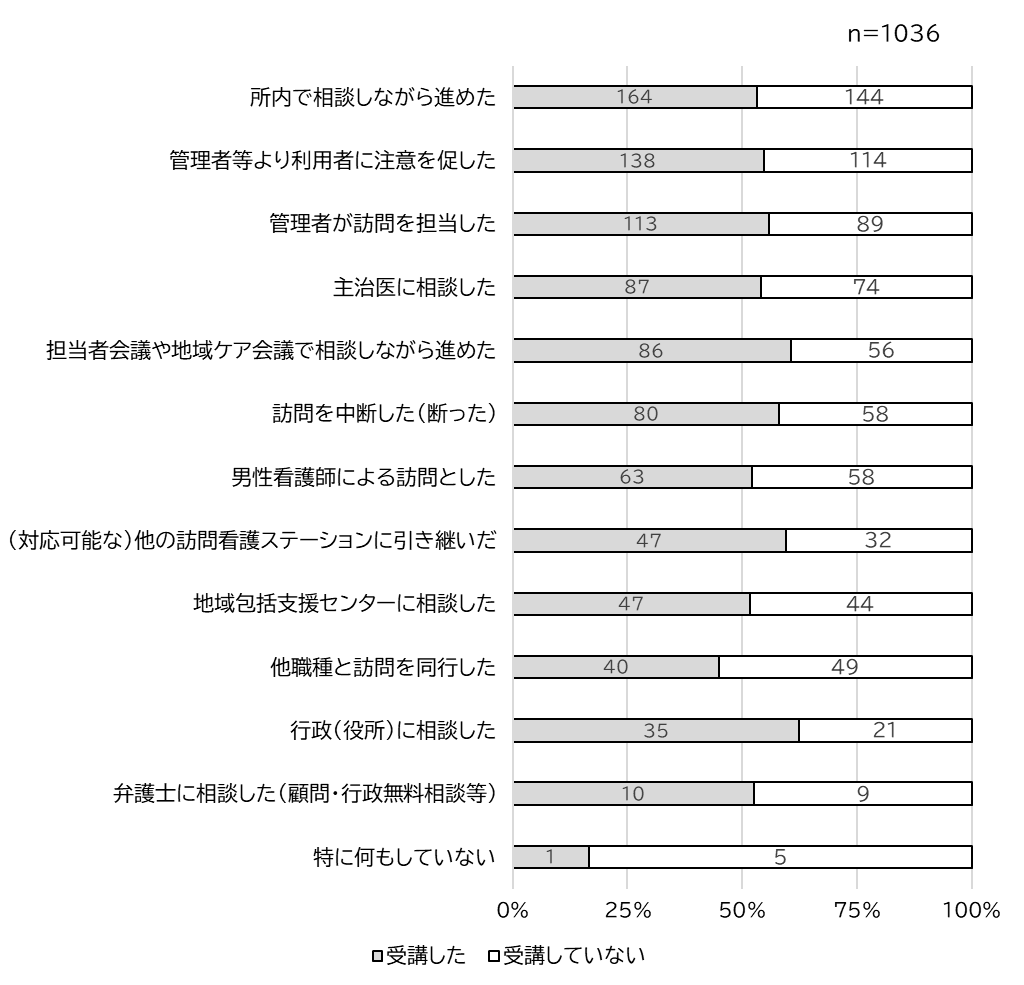 n=1036
所内で相談しながら進めた 164 144
管理者等より利用者に注意を促した 138 114
管理者が訪問を担当した 113 89
主治医に相談した 87 74
担当者会議や地域ケア会議で相談しながら進めた 86 56
訪問を中断した（断った） 80 58
男性看護師による訪問とした 63 58
（対応可能な）他の訪問看護ステーションに引き継いだ 47 32
地域包括支援センターに相談した 47 44
他職種と訪問を同行した 40 49
行政（役所）に相談した 35 21
弁護士に相談した（顧問・行政無料相談等） 10 9
特に何もしていない 1 5
0% 25% 50% 75% 100%
受講した 受講していない